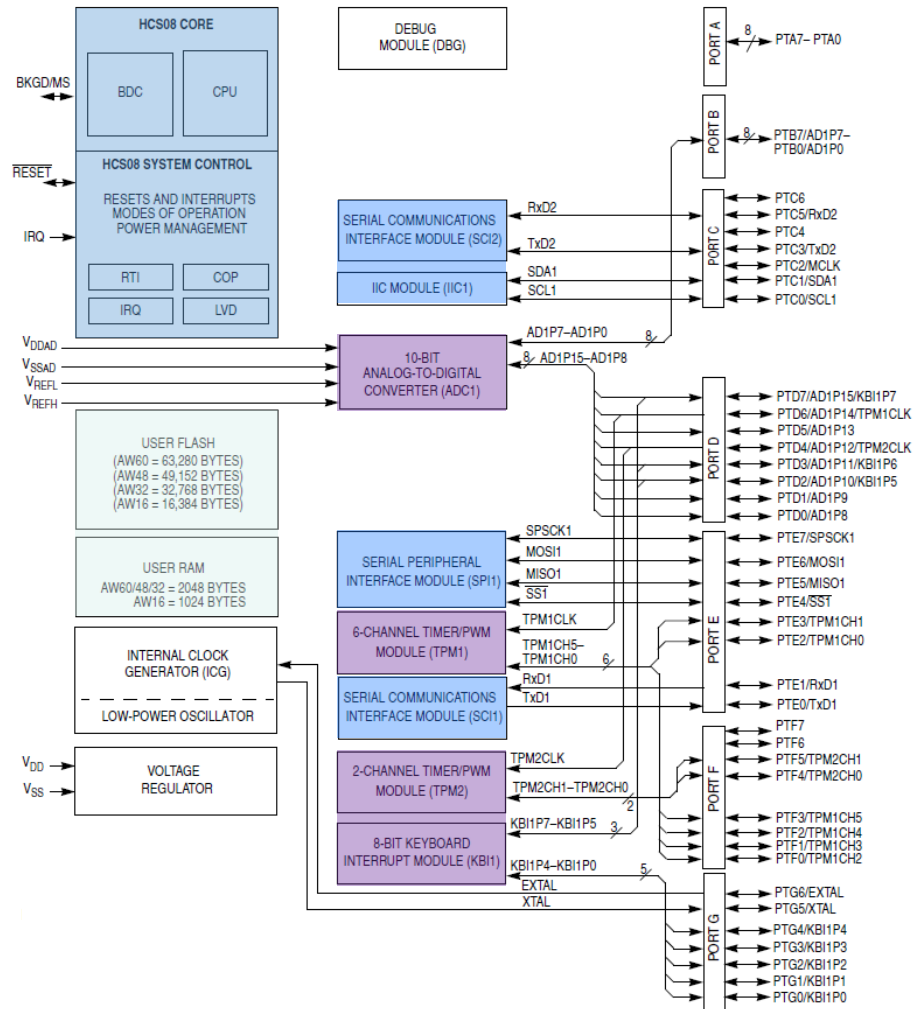 HCS08 CORE
BDC
CPU
BKGD/MS
HCS08 SYSTEM CONTROL
RESET
RESETS AND INTERRUPTS
MODES OF OPERATION
POWER MANAGEMENT
IRQ
RTI
COP
IRQ
LVD
VDDAD
VSSAD
VREFL
VREFH
USER FLASH
(AW60 = 63,280 BYTES)
(AW48 = 49,152 BYTES)
(AW32 = 32,768 BYTES)
(AW16 = 16,384 BYTES)
USER RAM
AW60/48/32 = 2048 BYTES
AW16 = 1024 BYTES
INTERNAL CLOCK
GENERATOR (ICG)
LOW-POWER OSCILLATOR
VDD
VSS
VOLTAGE
REGULATOR
DEBUG
MODULE (DBG)
SERIAL COMMUNICATIONS
INTERFACE MODULE (SCI2)
RxD2
TxD2
IIC MODULE (IIC1)
SDA1
SCL1
10-BIT
ANALOG-TO-DIGITAL
CONVERTER (ADC1)
AD1P7–AD1P0
8
8
AD1P15–AD1P8
SERIAL PERIPHERAL
INTERFACE MODULE (SPI1)
SPSCK1
MOSI1
MISO1
SS1
6-CHANNEL TIMER/PWM
MODULE (TPM1)
TPM1CLK
TPM1CH5–
TPM1CH0
6
SERIAL COMMUNICATIONS
INTERFACE MODULE (SCI1)
RxD1
TxD1
2-CHANNEL TIMER/PWM
MODULE (TPM2)
TPM2CLK
TPM2CH1–TPM2CH0
2
8-BIT KEYBOARD
INTERRUPT MODULE (KBI1)
KBI1P7–KBI1P5
3
KBI1P4–KBI1P0
5
EXTAL
XTAL
PORT A
8
PTA7– PTA0
PORT B
8
PTB7/AD1P7–
PTB0/AD1P0
PORT C
PTC6
PTC5/RxD2
PTC4
PTC3/TxD2
PTC2/MCLK
PTC1/SDA1
PTC0/SCL1
PORT D
PTD7/AD1P15/KBI1P7
PTD6/AD1P14/TPM1CLK
PTD5/AD1P13
PTD4/AD1P12/TPM2CLK
PTD3/AD1P11/KBI1P6
PTD2/AD1P10/KBI1P5
PTD1/AD1P9
PTD0/AD1P8
PORT E
PTE7/SPSCK1
PTE6/MOSI1
PTE5/MISO1
PTE4/SS1
PTE3/TPM1CH1
PTE2/TPM1CH0
PTE1/RxD1
PTE0/TxD1
PORT F
PTF7
PTF6
PTF5/TPM2CH1
PTF4/TPM2CH0
PTF3/TPM1CH5
PTF2/TPM1CH4
PTF1/TPM1CH3
PTF0/TPM1CH2
PORT G
PTG6/EXTAL
PTG5/XTAL
PTG4/KBI1P4
PTG3/KBI1P3
PTG2/KBI1P2
PTG1/KBI1P1
PTG0/KBI1P0